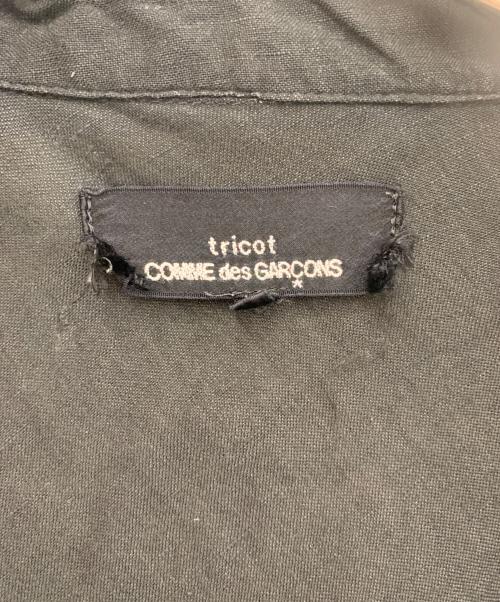 tricot
COMME des GARÇONS
*